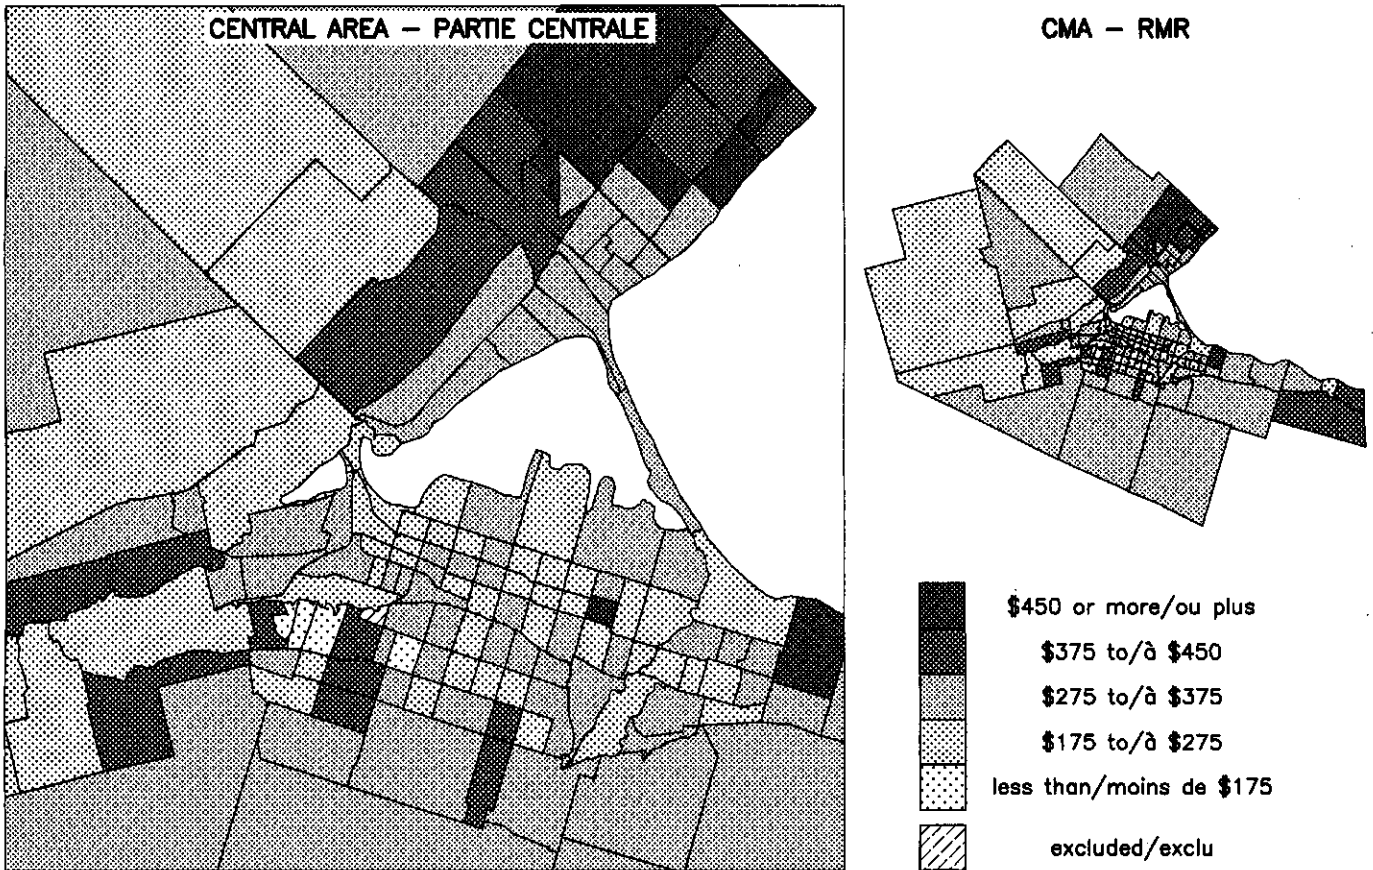 CENTRAL AREA – PARTIE CENTRALE
CMA – RMR
$450 or more/ou plus
$375 to/à $450
$275 to/à $375
$175 to/à $275
less than/moins de $175
excluded/exclu